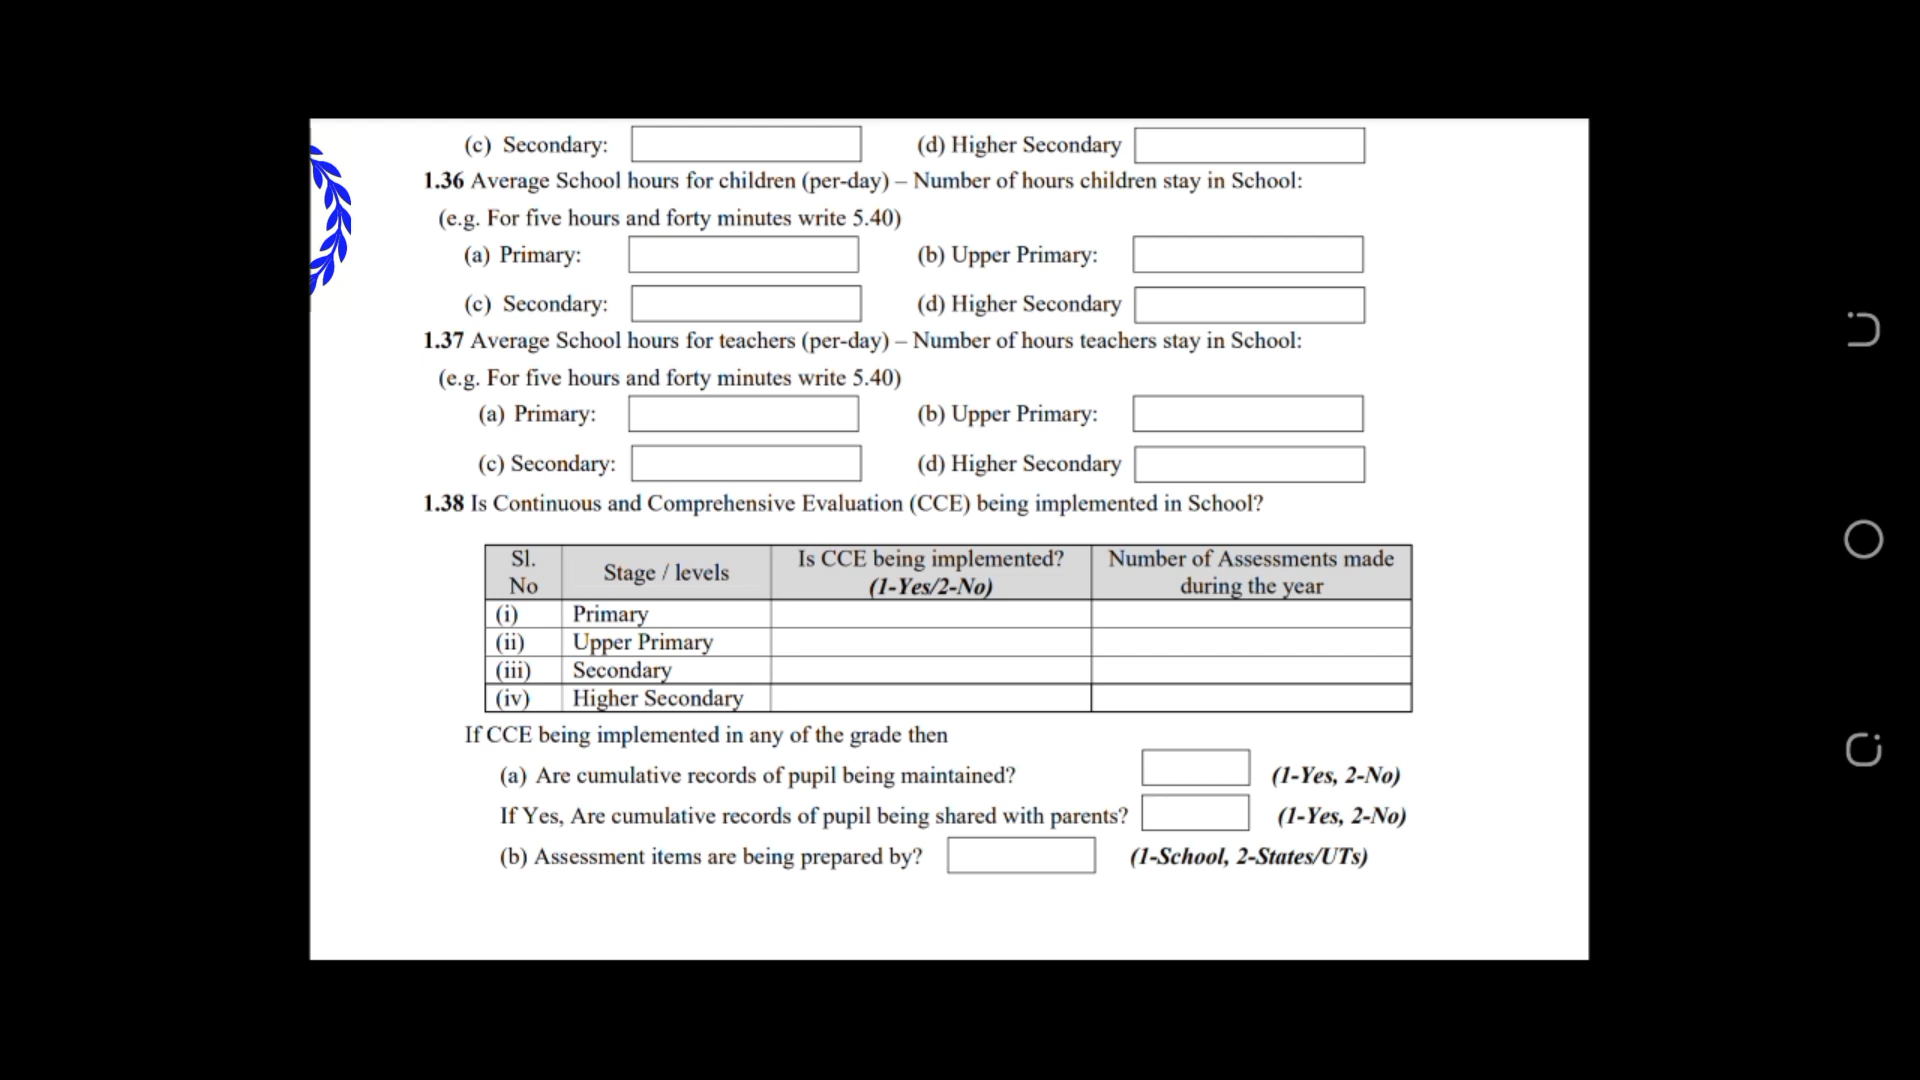 (c) Secondary: (d) Higher Secondary
1.36 Average School hours for children (per-day) – Number of hours children stay in School:
(e.g. For five hours and forty minutes write 5.40)
(a) Primary: (b) Upper Primary:
(c) Secondary: (d) Higher Secondary
1.37 Average School hours for teachers (per-day) – Number of hours teachers stay in School:
(e.g. For five hours and forty minutes write 5.40)
(a) Primary: (b) Upper Primary:
(c) Secondary: (d) Higher Secondary
1.38 Is Continuous and Comprehensive Evaluation (CCE) being implemented in School?
Sl. No Stage / levels Is CCE being implemented? (1-Yes/2-No) Number of Assessments made during the year
(i) Primary
(ii) Upper Primary
(iii) Secondary
(iv) Higher Secondary
If CCE being implemented in any of the grade then
(a) Are cumulative records of pupil being maintained? (1-Yes, 2-No)
If Yes, Are cumulative records of pupil being shared with parents? (1-Yes, 2-No)
(b) Assessment items are being prepared by? (1-School, 2-States/UTs)